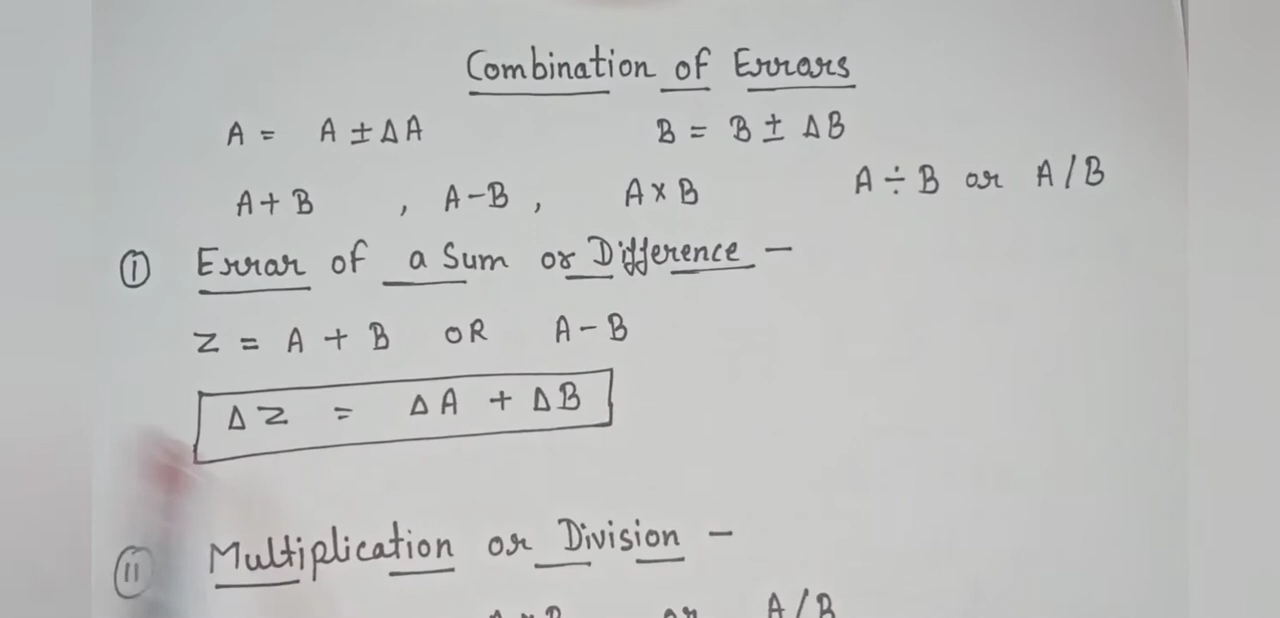 Combination of Errors
A = A ± ΔA B = B ± ΔB
A + B , A - B , A × B A ÷ B or A / B
(i) Error of a Sum or Difference -
Z = A + B OR A - B
ΔZ = ΔA + ΔB
(ii) Multiplication or Division -
A × B or A / B